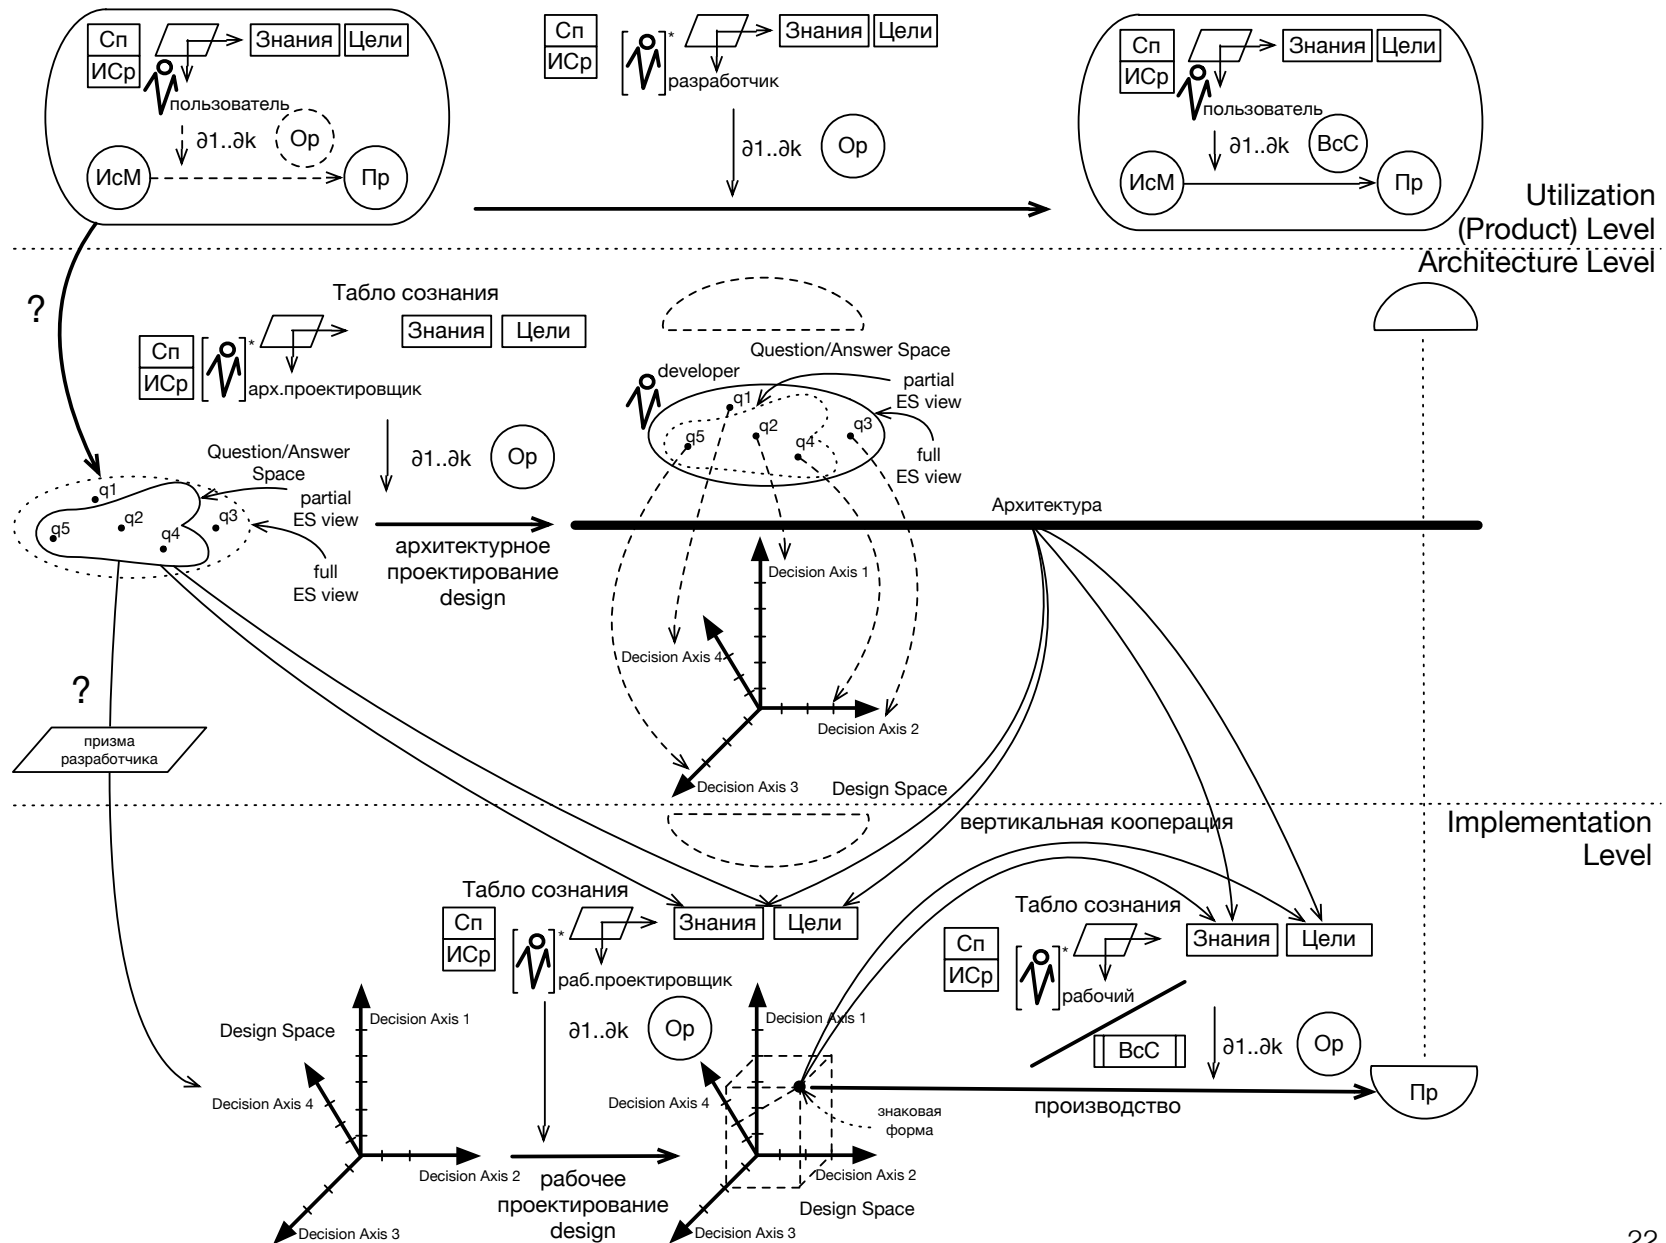 Сп
ИСр
Знания
Цели
пользователь
∂1..∂k
Ор
ИсМ
Пр
Сп
ИСр
*
Знания
Цели
разработчик
∂1..∂k
Ор
Сп
ИСр
Знания
Цели
пользователь
∂1..∂k
ВсС
ИсМ
Пр
Utilization
(Product) Level
Architecture Level
?
Табло сознания
Сп
ИСр
*
Знания
Цели
арх.проектировщик
∂1..∂k
Ор
Question/Answer
Space
partial
ES view
full
ES view
q1
q2
q3
q4
q5
архитектурное
проектирование
design
developer
Question/Answer Space
partial
ES view
full
ES view
q1
q2
q3
q4
q5
Архитектура
Decision Axis 1
Decision Axis 4
Decision Axis 2
Decision Axis 3
Design Space
?
призма
разработчика
вертикальная кооперация
Implementation
Level
Табло сознания
Сп
ИСр
*
Знания
Цели
раб.проектировщик
∂1..∂k
Ор
Табло сознания
Сп
ИСр
*
Знания
Цели
рабочий
ВсС
∂1..∂k
Ор
Design Space
Decision Axis 1
Decision Axis 4
Decision Axis 2
Decision Axis 3
рабочее
проектирование
design
Decision Axis 1
Decision Axis 4
Decision Axis 2
Decision Axis 3
Design Space
знаковая
форма
производство
Пр
22